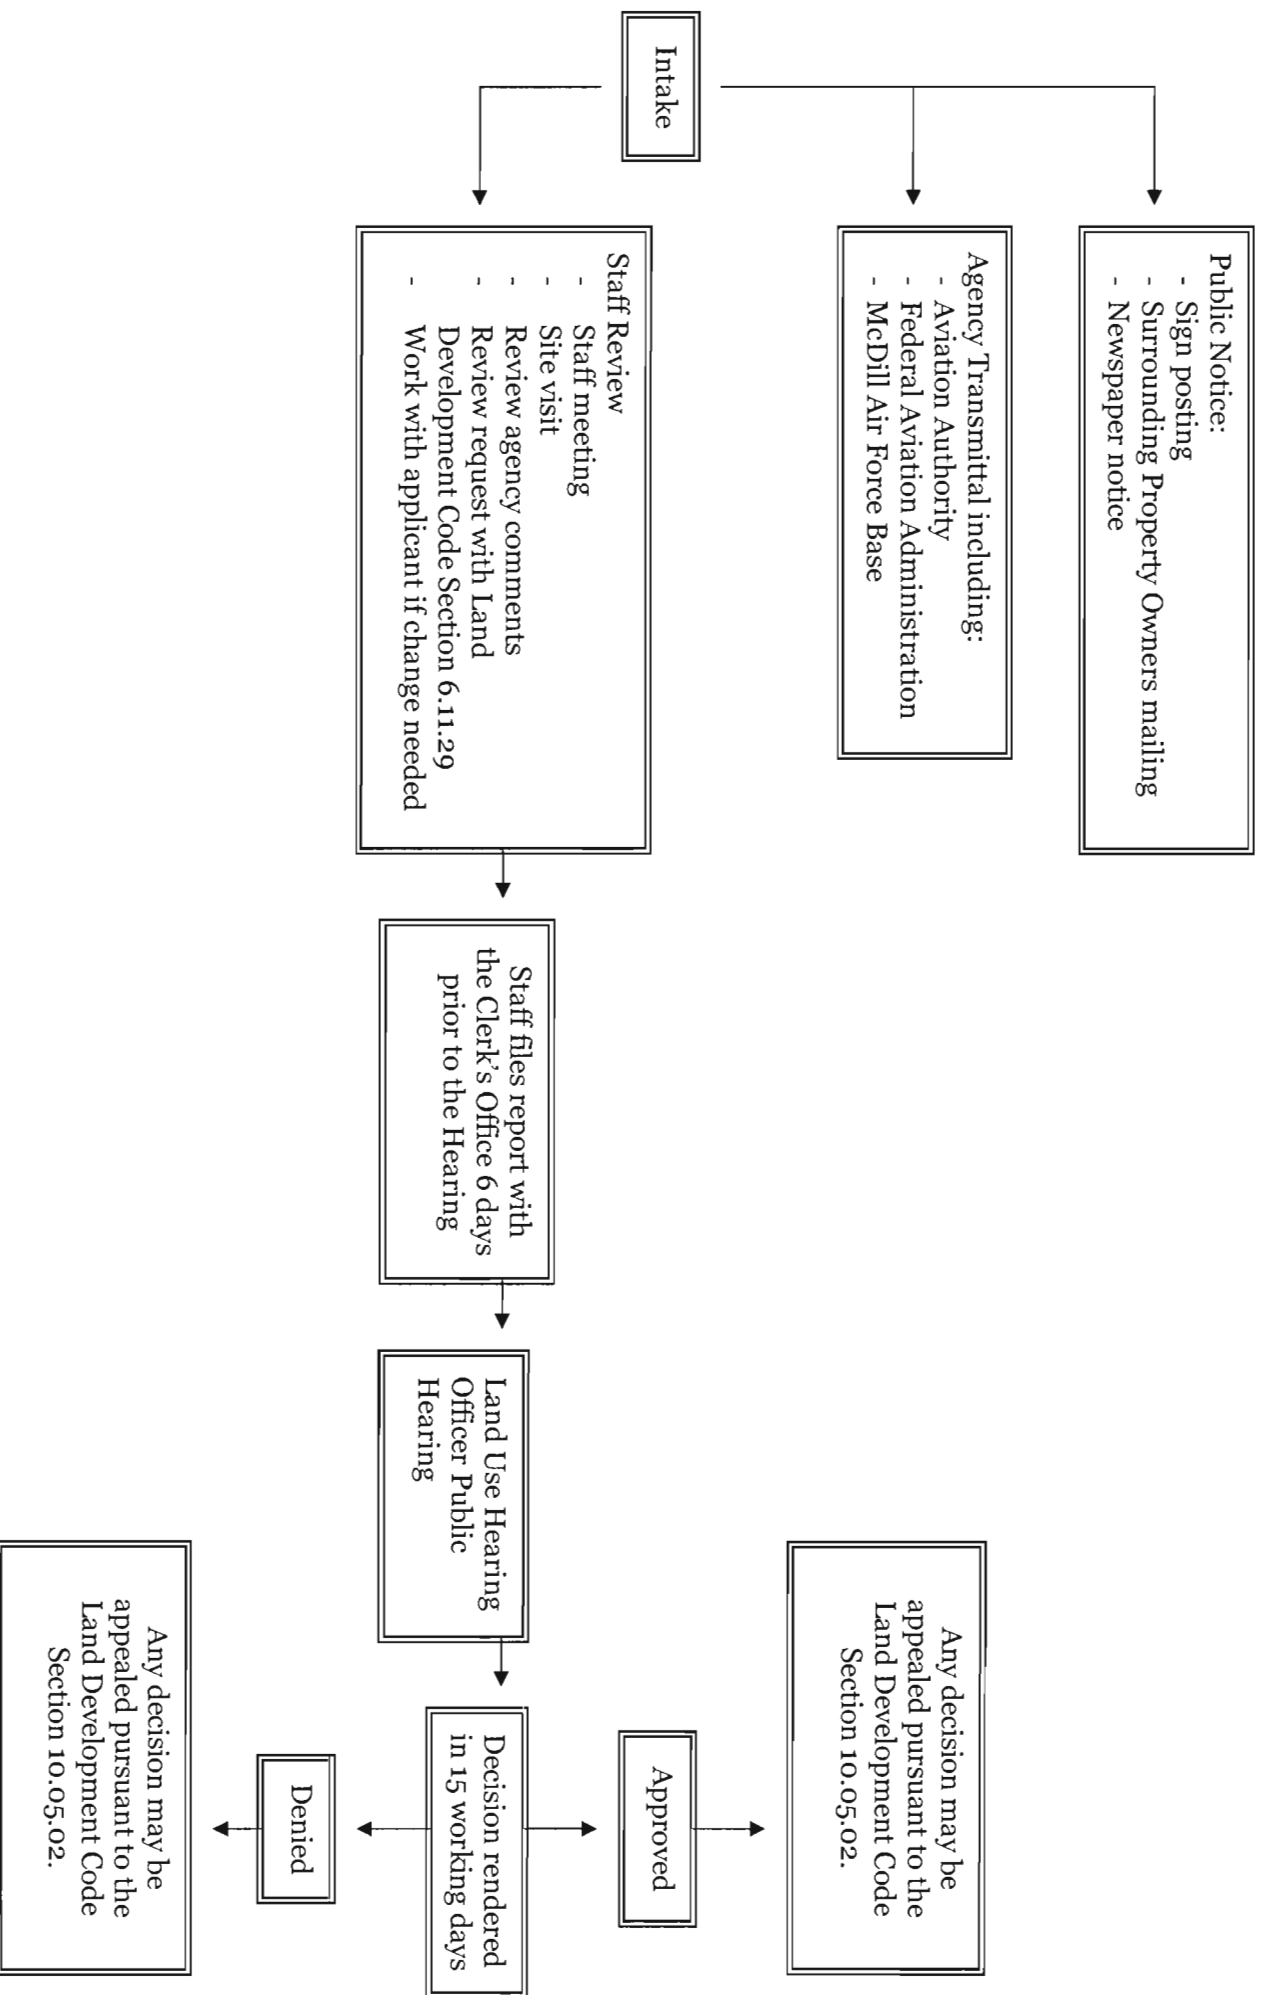 Intake
Public Notice:
- Sign posting
- Surrounding Property Owners mailing
- Newspaper notice
Agency Transmittal including:
- Aviation Authority
- Federal Aviation Administration
- McDill Air Force Base
Staff Review
- Staff meeting
- Site visit
- Review agency comments
- Review request with Land
Development Code Section 6.11.29
- Work with applicant if change needed
Staff files report with
the Clerk's Office 6 days
prior to the Hearing
Land Use Hearing
Officer Public
Hearing
Decision rendered
in 15 working days
Approved
Any decision may be
appealed pursuant to the
Land Development Code
Section 10.05.02.
Denied
Any decision may be
appealed pursuant to the
Land Development Code
Section 10.05.02.